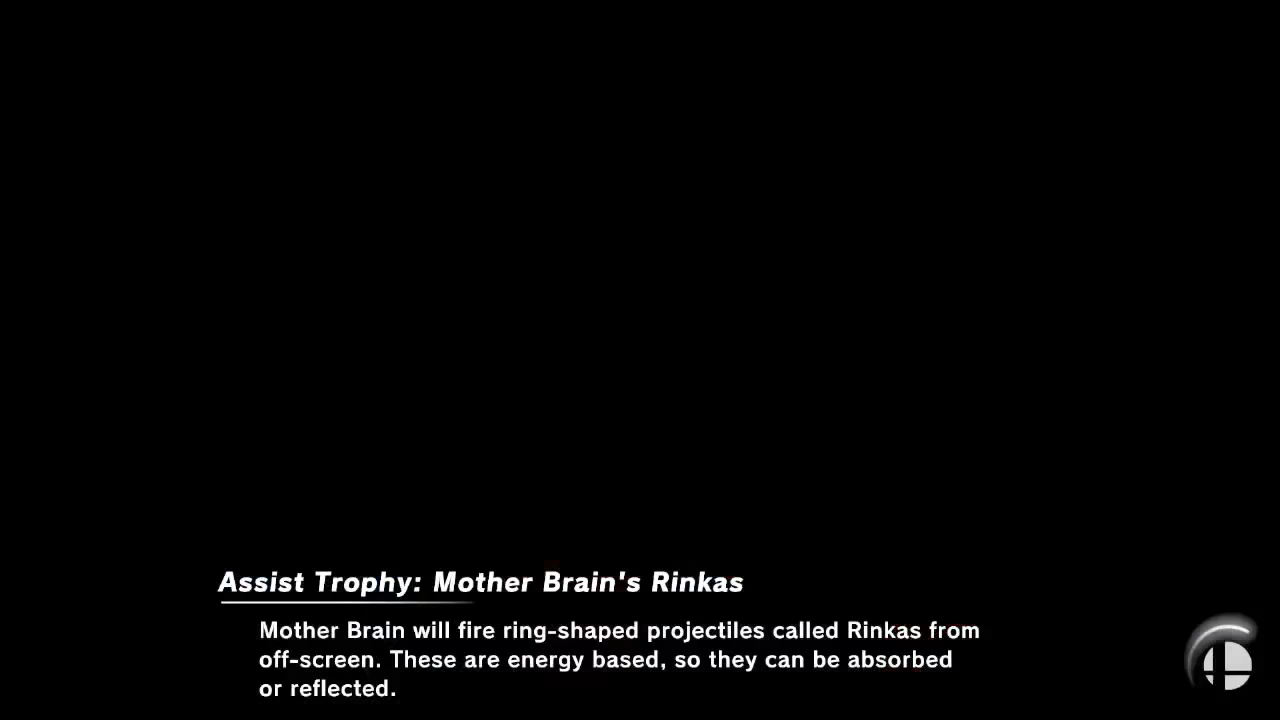 Assist Trophy: Mother Brain's Rinkas
Mother Brain will fire ring-shaped projectiles called Rinkas from
off-screen. These are energy based, so they can be absorbed
or reflected.